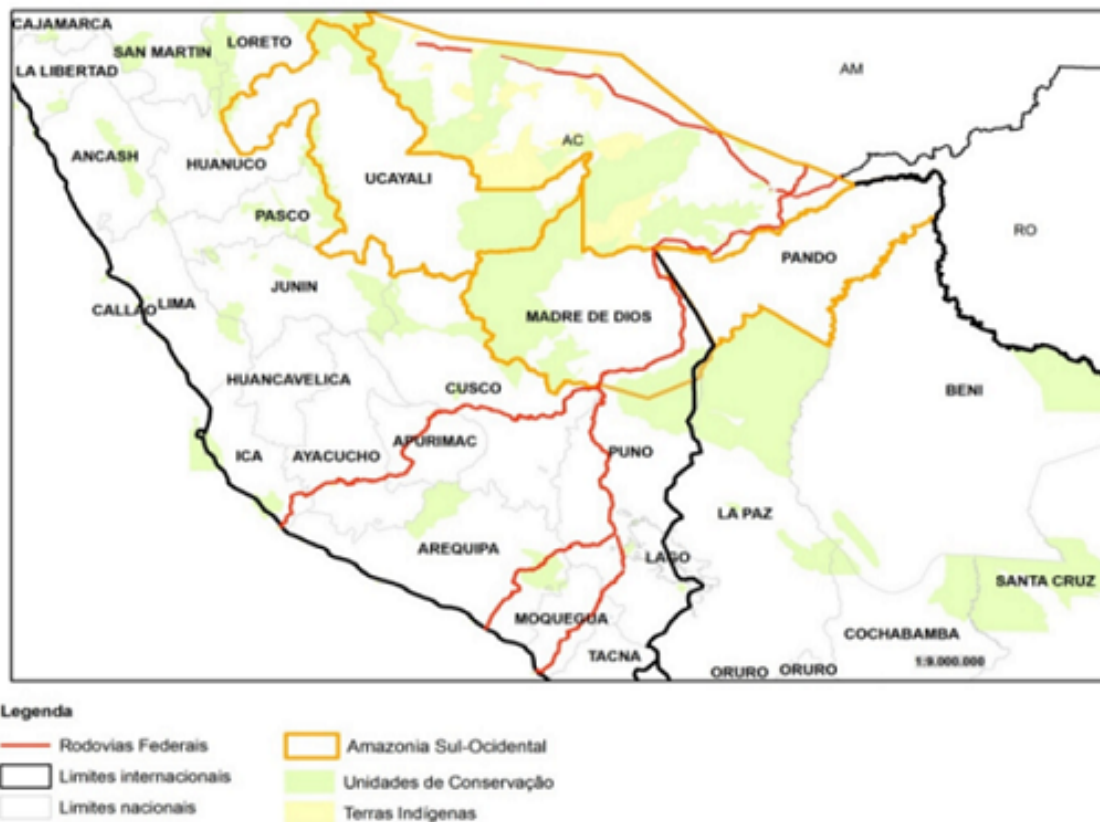 CAJAMARCA
LORETO
SAN MARTIN
LA LIBERTAD
AM
AC
ANCASH
HUANUCO
UCAYALI
PASCO
RO
PANDO
JUNIN
CALLAO
LIMA
MADRE DE DIOS
HUANCAVELICA
CUSCO
BENI
APURIMAC
ICA
AYACUCHO
PUNO
LA PAZ
AREQUIPA
LAGO
SANTA CRUZ
MOQUEGUA
COCHABAMBA
TACNA
1:9.000.000
ORURO
ORURO
Legenda
Rodovias Federais
Limites internacionais
Limites nacionais
Amazonia Sul-Ocidental
Unidades de Conservação
Terras Indígenas